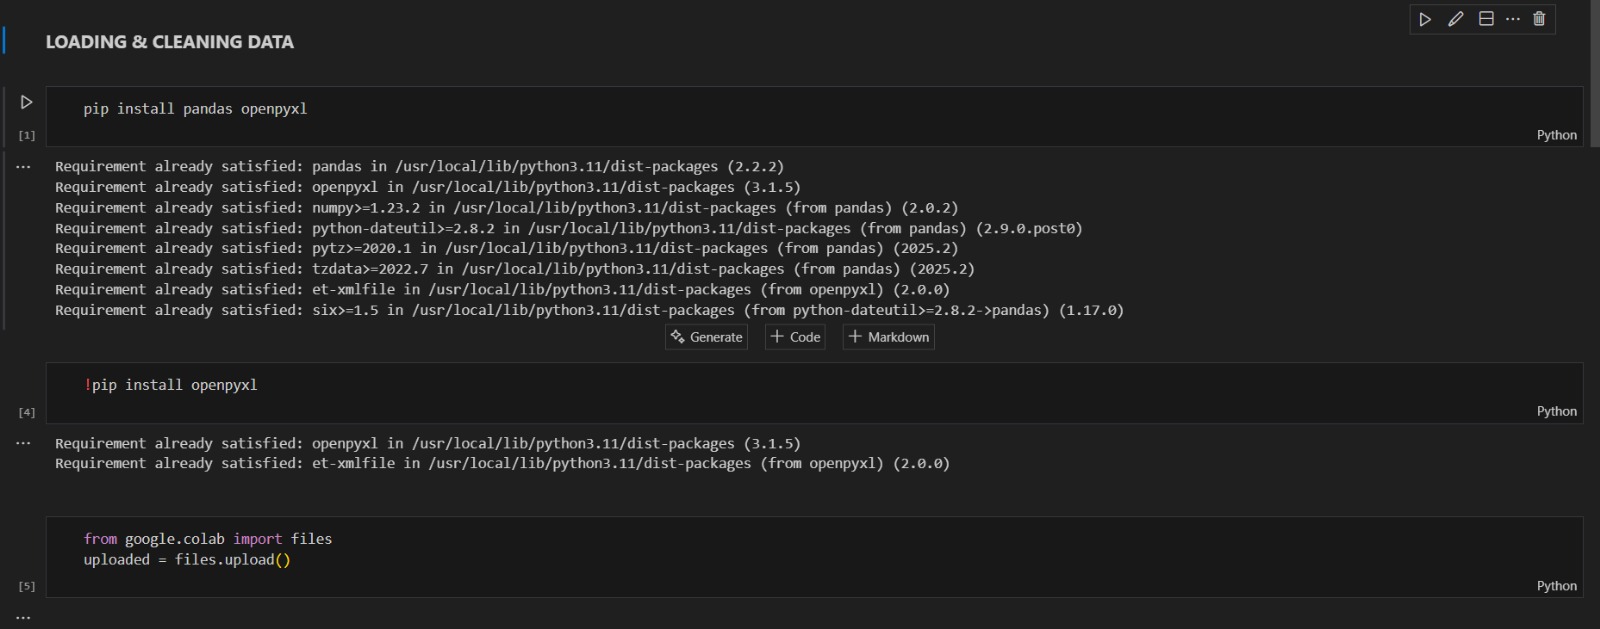 LOADING & CLEANING DATA
pip install pandas openpyxl
[1]
Python
Requirement already satisfied: pandas in /usr/local/lib/python3.11/dist-packages (2.2.2)
Requirement already satisfied: openpyxl in /usr/local/lib/python3.11/dist-packages (3.1.5)
Requirement already satisfied: numpy>=1.23.2 in /usr/local/lib/python3.11/dist-packages (from pandas) (2.0.2)
Requirement already satisfied: python-dateutil>=2.8.2 in /usr/local/lib/python3.11/dist-packages (from pandas) (2.9.0.post0)
Requirement already satisfied: pytz>=2020.1 in /usr/local/lib/python3.11/dist-packages (from pandas) (2025.2)
Requirement already satisfied: tzdata>=2022.7 in /usr/local/lib/python3.11/dist-packages (from pandas) (2025.2)
Requirement already satisfied: et-xmlfile in /usr/local/lib/python3.11/dist-packages (from openpyxl) (2.0.0)
Requirement already satisfied: six>=1.5 in /usr/local/lib/python3.11/dist-packages (from python-dateutil>=2.8.2->pandas) (1.17.0)
Generate + Code + Markdown
!pip install openpyxl
[4]
Python
Requirement already satisfied: openpyxl in /usr/local/lib/python3.11/dist-packages (3.1.5)
Requirement already satisfied: et-xmlfile in /usr/local/lib/python3.11/dist-packages (from openpyxl) (2.0.0)
from google.colab import files
uploaded = files.upload()
[5]
Python